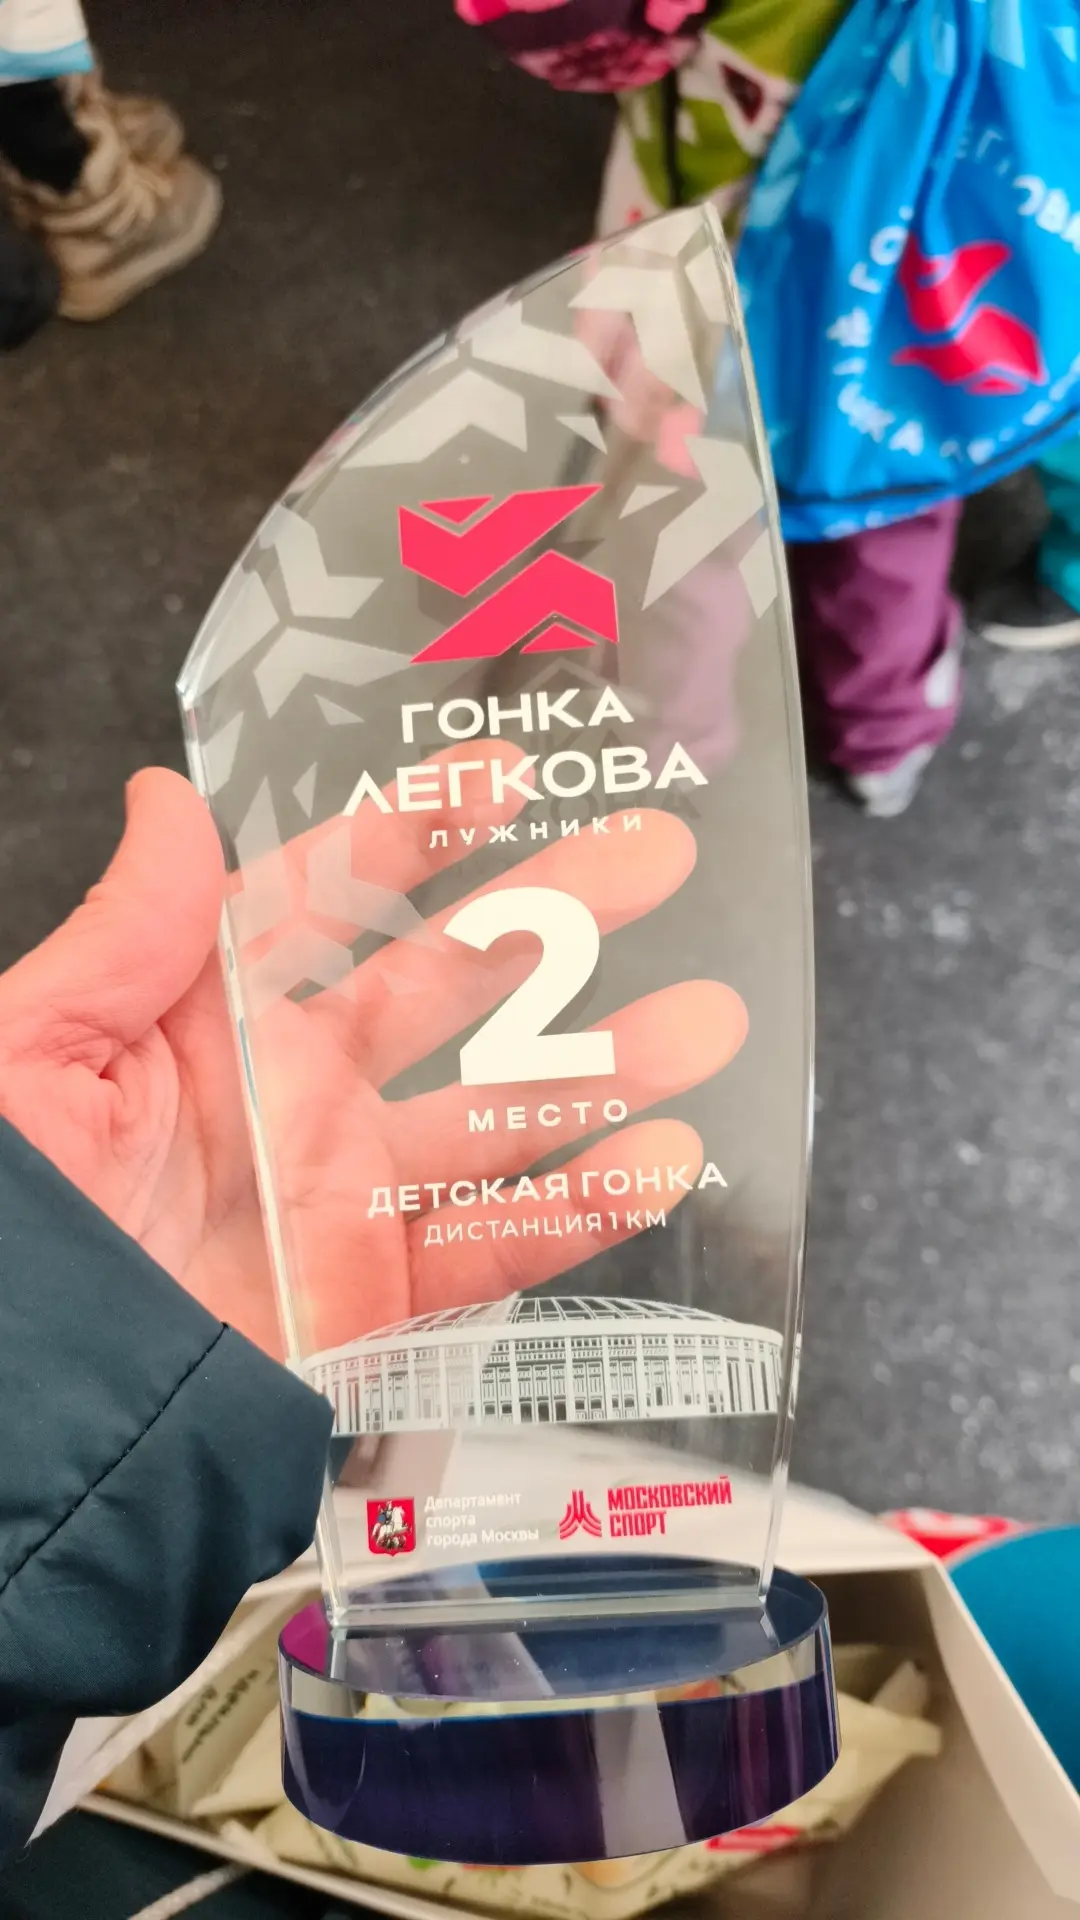 ГОНКА
ЛЕГКОВА
ЛУЖНИКИ
2
МЕСТО
ДЕТСКАЯ ГОНКА
ДИСТАНЦИЯ 1 КМ
Департамент
спорта
города Москвы
МОСКОВСКИЙ
СПОРТ